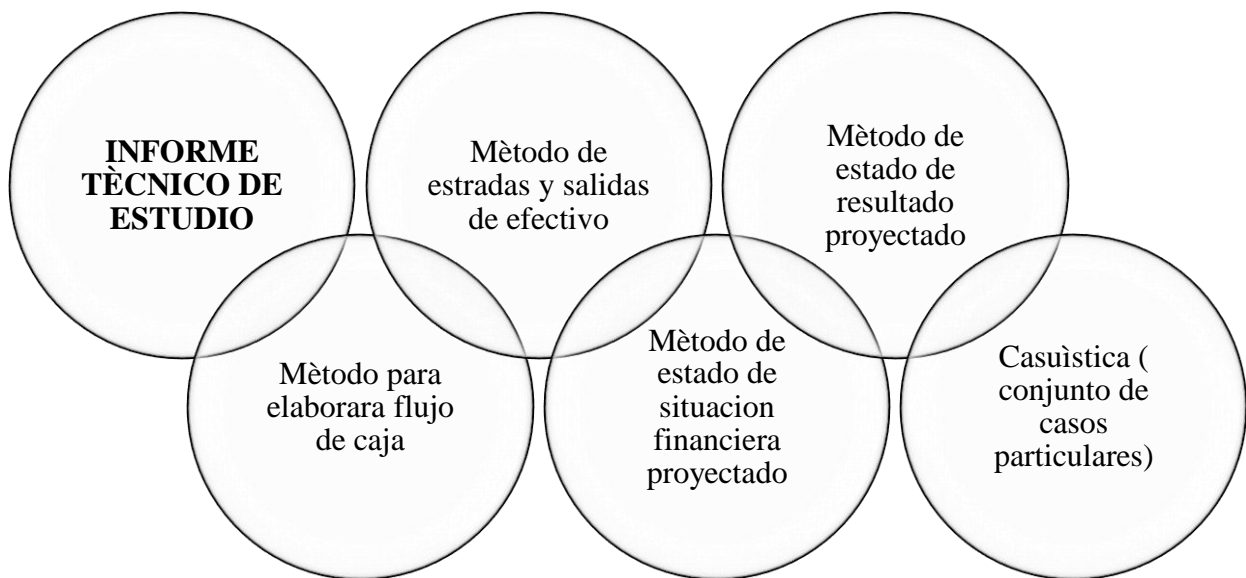 INFORME
TÈCNICO DE
ESTUDIO
Mètodo para
elaborara flujo
de caja
Mètodo de
estradas y salidas
de efectivo
Mètodo de
estado de
situacion
financiera
proyectado
Mètodo de
estado de
resultado
proyectado
Casuìstica (
conjunto de
casos
particulares)